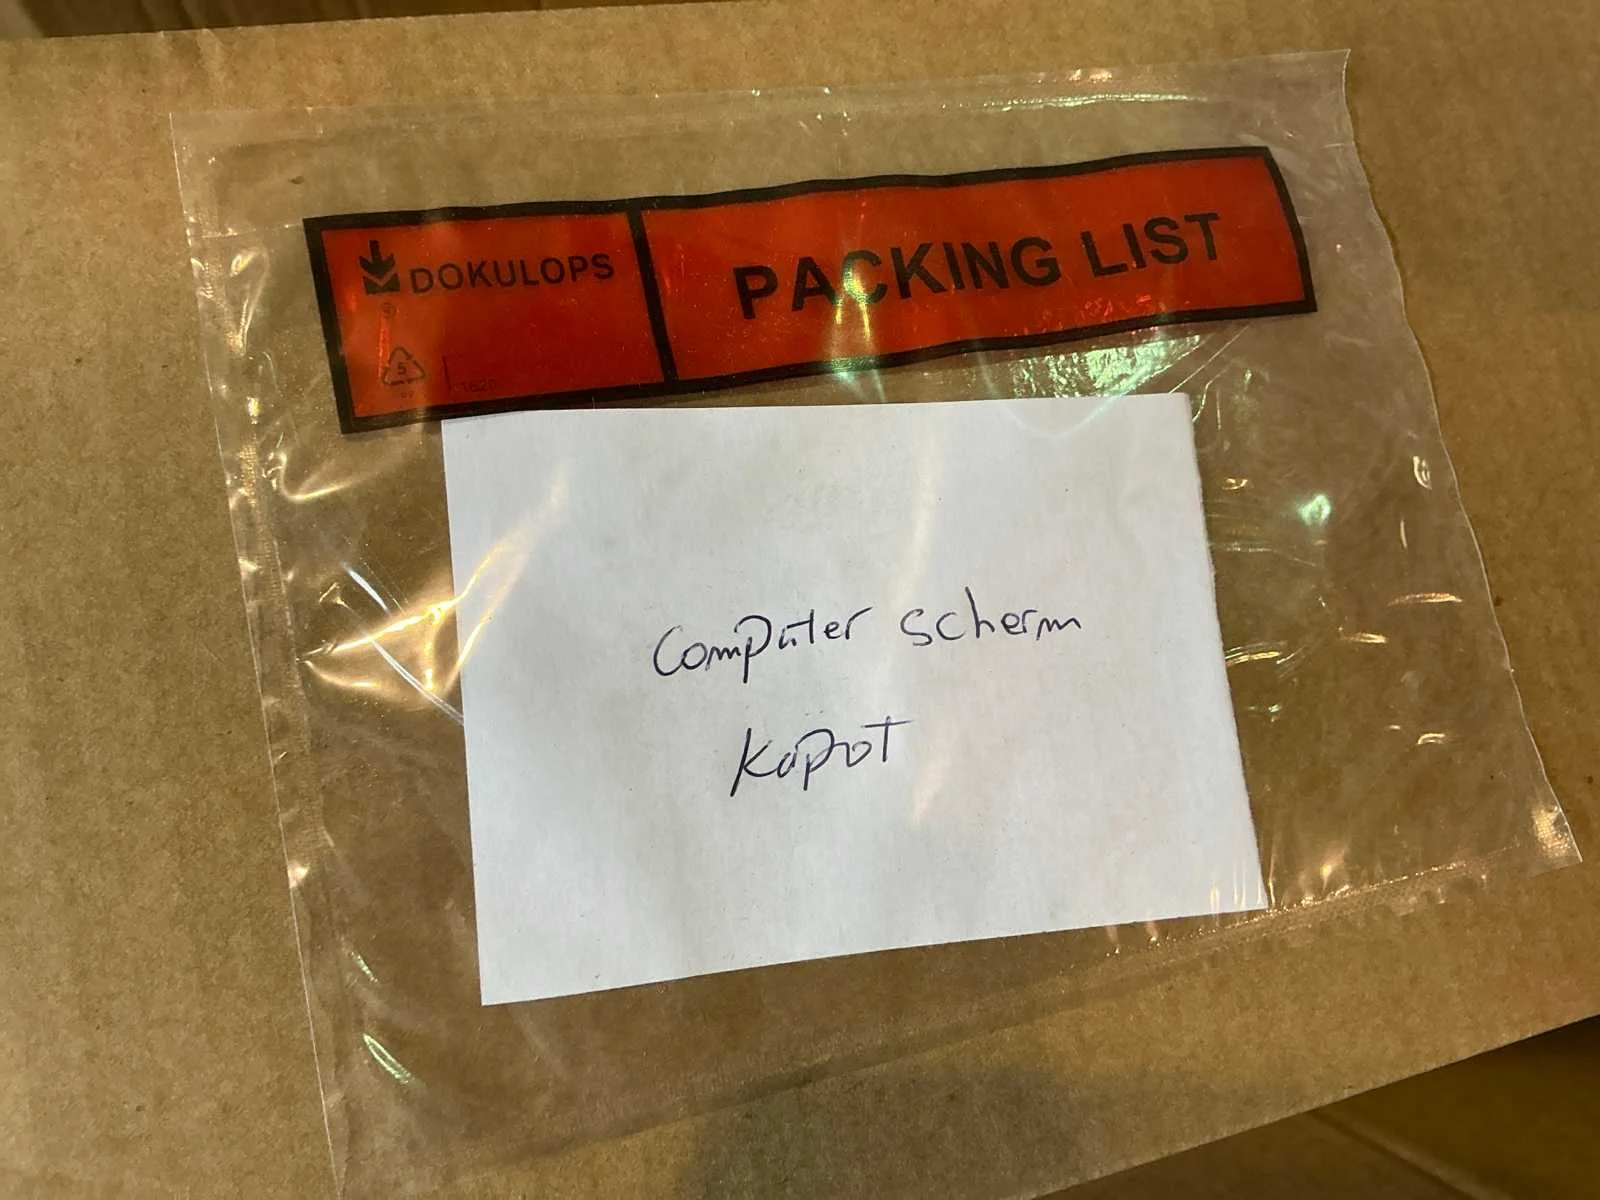 DOKULOPS
PACKING LIST
5
Computer scherm
kapot